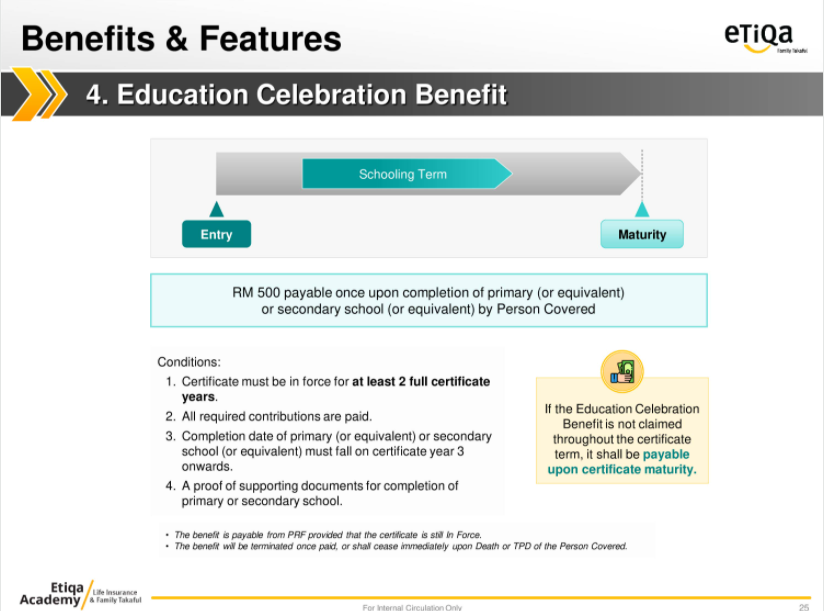 Benefits & Features
eTiQa
Family Takaful
4. Education Celebration Benefit
Schooling Term
Entry
Maturity
RM 500 payable once upon completion of primary (or equivalent)
or secondary school (or equivalent) by Person Covered
Conditions:
1. Certificate must be in force for at least 2 full certificate
years.
2. All required contributions are paid.
3. Completion date of primary (or equivalent) or secondary
school (or equivalent) must fall on certificate year 3
onwards.
4. A proof of supporting documents for completion of
primary or secondary school.
If the Education Celebration
Benefit is not claimed
throughout the certificate
term, it shall be payable
upon certificate maturity.
• The benefit is payable from PRF provided that the certificate is still In Force.
• The benefit will be terminated once paid, or shall cease immediately upon Death or TPD of the Person Covered.
Etiqa
Academy
Life Insurance
& Family Takaful
For Internal Circulation Only
25